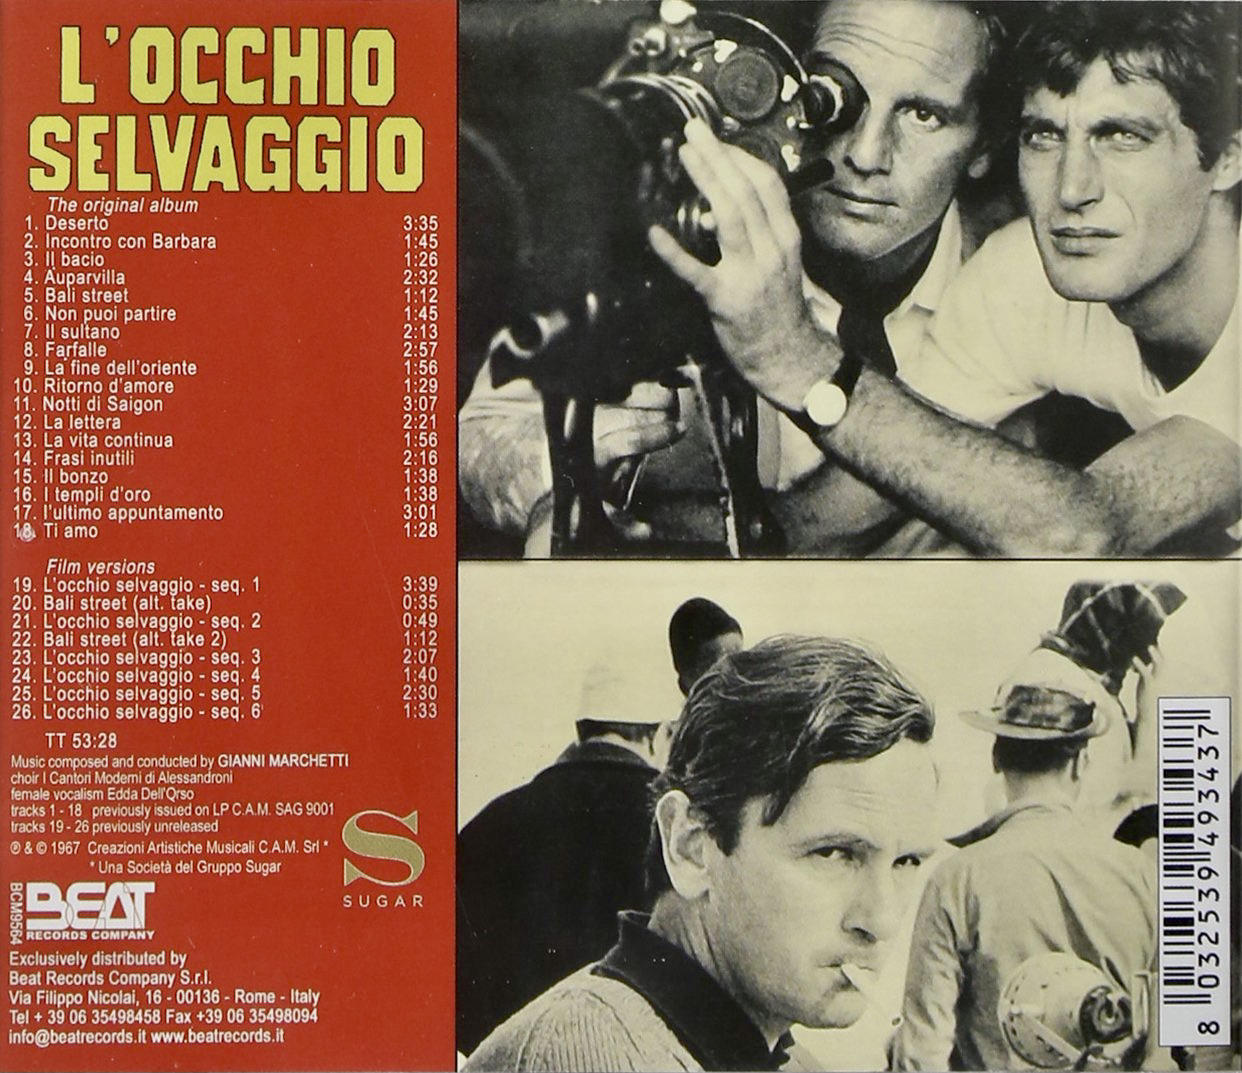 L'OCCHIO
SELVAGGIO
The original album
1. Deserto 3:35
2. Incontro con Barbara 1:45
3. Il bacio 1:26
4. Auparvilla 2:32
5. Bali street 1:12
6. Non puoi partire 1:45
7. Il sultano 2:13
8. Farfalle 2:57
9. La fine dell'oriente 1:56
10. Ritorno d'amore 1:29
11. Notti di Saigon 3:07
12. La lettera 2:21
13. La vita continua 1:56
14. Frasi inutili 2:16
15. Il bonzo 1:38
16. I templi d'oro 1:38
17. l'ultimo appuntamento 3:01
18. Ti amo 1:28
Film versions
19. L'occhio selvaggio - seq. 1 3:39
20. Bali street (alt. take) 0:35
21. L'occhio selvaggio - seq. 2 0:49
22. Bali street (alt. take 2) 1:12
23. L'occhio selvaggio - seq. 3 2:07
24. L'occhio selvaggio - seq. 4 1:40
25. L'occhio selvaggio - seq. 5 2:30
26. L'occhio selvaggio - seq. 6 1:33
TT 53:28
Music composed and conducted by GIANNI MARCHETTI
choir I Cantori Moderni di Alessandroni
female vocalism Edda Dell'Orso
tracks 1 - 18 previously issued on LP C.A.M. SAG 9001
tracks 19 - 26 previously unreleased
℗ & © 1967 Creazioni Artistiche Musicali C.A.M. Srl *
* Una Società del Gruppo Sugar
S
SUGAR
BCM9564
BEAT
RECORDS COMPANY
Exclusively distributed by
Beat Records Company S.r.l.
Via Filippo Nicolai, 16 - 00136 - Rome - Italy
Tel + 39 06 35498458 Fax +39 06 35498094
info@beatrecords.it www.beatrecords.it
8 032539 493437